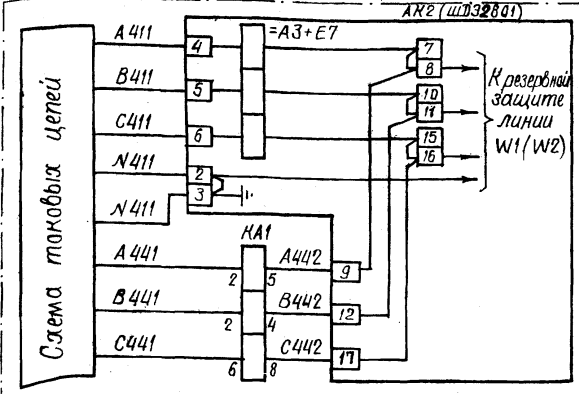 АК2 (ШДЭ2801)
А411 4 =А3+Е7 7
8
В411 5 10
11
С411 6 15
16
К резервной
защите
линии
W1 (W2)
N411 2
3
N411
КА1
А441 2 5 А442 9
В441 2 4 В442 12
С441 6 8 С442 17
Схема токовых цепей